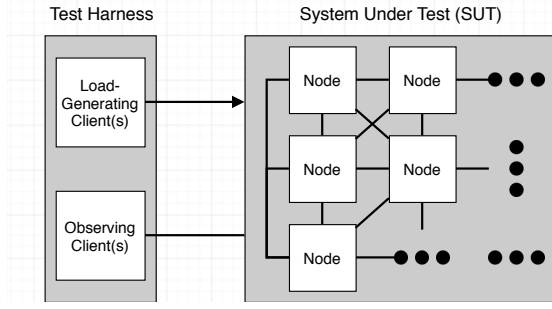 Test Harness
System Under Test (SUT)
Load-
Generating
Client(s)
Observing
Client(s)
Node
Node
Node
Node
Node